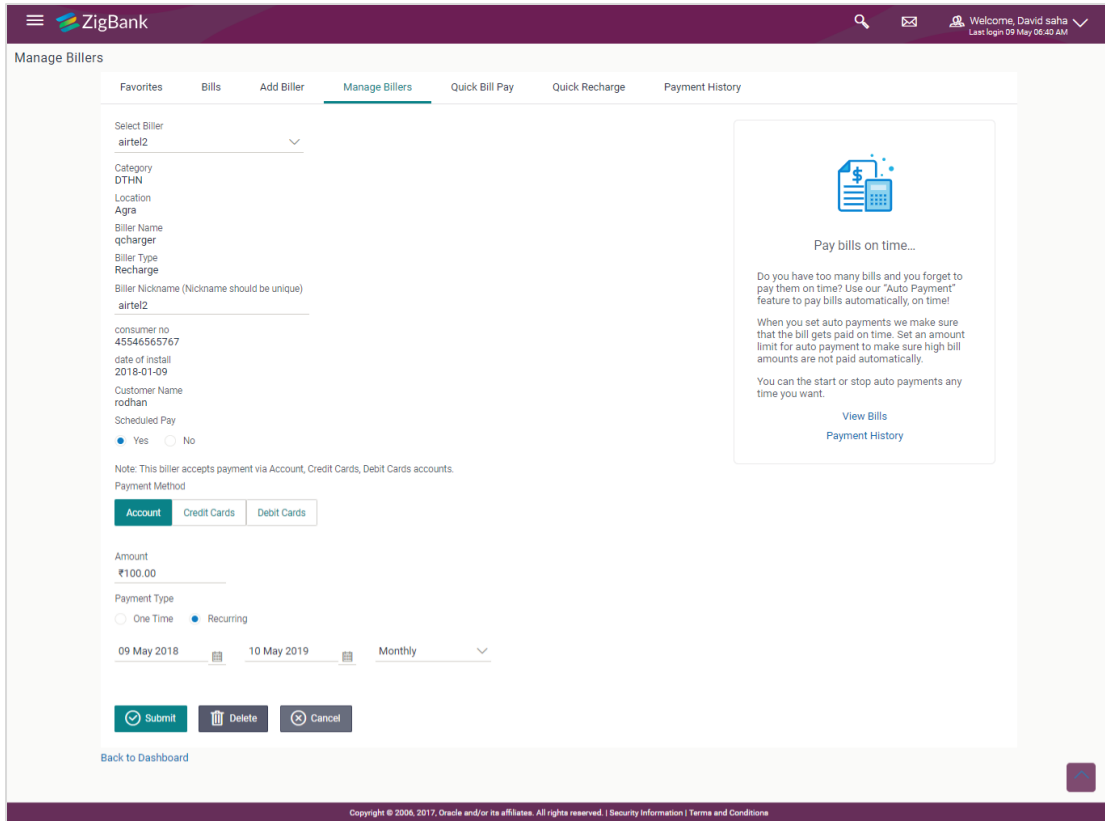 ZigBank
Welcome, David saha
Last login 09 May 06:40 AM
Manage Billers
Favorites Bills Add Biller Manage Billers Quick Bill Pay Quick Recharge Payment History
Select Biller
airtel2
Category
DTHN
Location
Agra
Biller Name
qcharger
Biller Type
Recharge
Biller Nickname (Nickname should be unique)
airtel2
consumer no
45546565767
date of install
2018-01-09
Customer Name
rodhan
Scheduled Pay
Yes No
Note: This biller accepts payment via Account, Credit Cards, Debit Cards accounts.
Payment Method
Account Credit Cards Debit Cards
Amount
₹100.00
Payment Type
One Time Recurring
09 May 2018 10 May 2019 Monthly
Submit Delete Cancel
Back to Dashboard
$
Pay bills on time...
Do you have too many bills and you forget to
pay them on time? Use our "Auto Payment"
feature to pay bills automatically, on time!
When you set auto payments we make sure
that the bill gets paid on time. Set an amount
limit for auto payment to make sure high bill
amounts are not paid automatically.
You can the start or stop auto payments any
time you want.
View Bills
Payment History
Copyright © 2006, 2017, Oracle and/or its affiliates. All rights reserved. | Security Information | Terms and Conditions